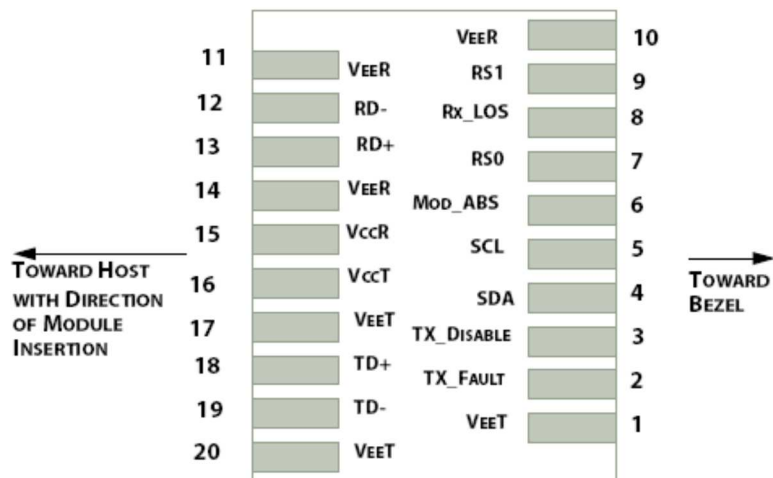 VEER 10
11 VEER
RS1 9
12 RD-
Rx_LOS 8
13 RD+
RS0 7
14 VEER
MOD_ABS 6
15 VCCR
SCL 5
TOWARD HOST
WITH DIRECTION
OF MODULE
INSERTION
TOWARD
BEZEL
16 VCCT
SDA 4
17 VEET
TX_DISABLE 3
18 TD+
TX_FAULT 2
19 TD-
VEET 1
20 VEET